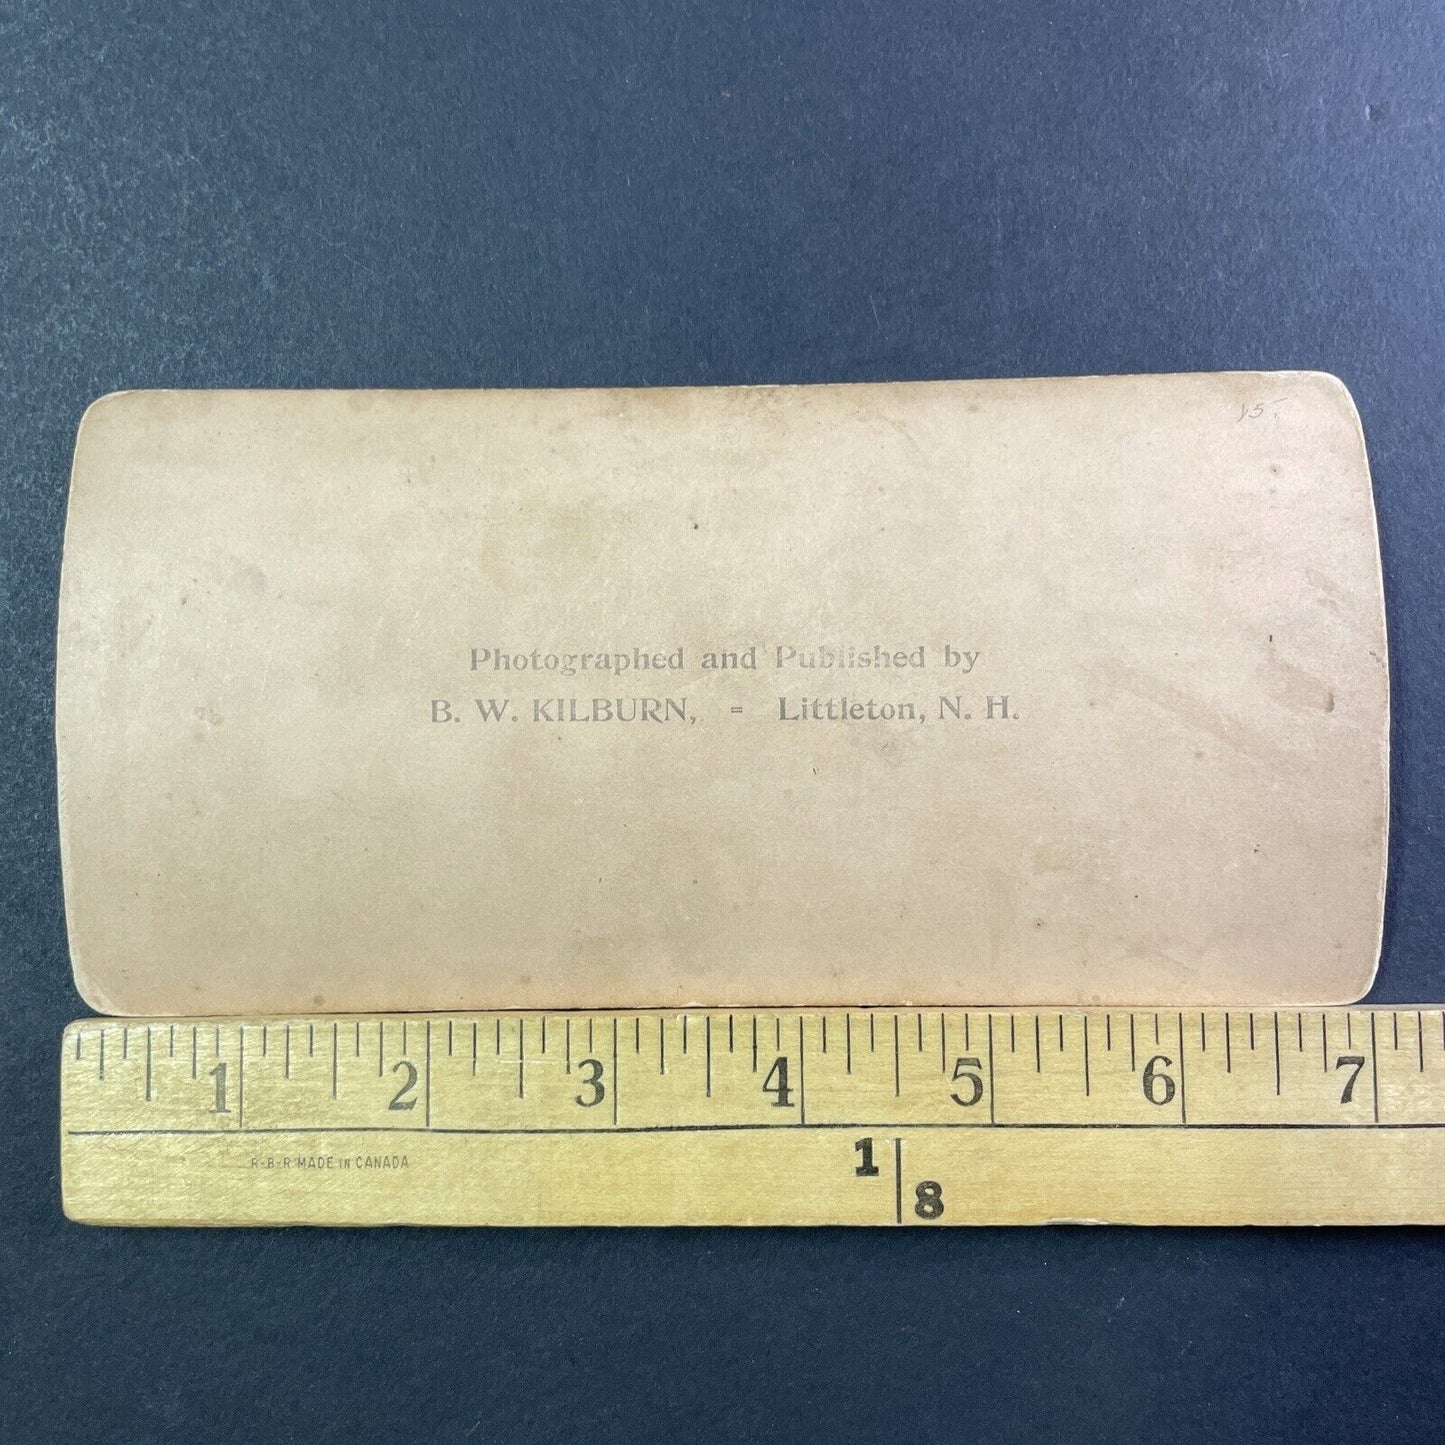 Photographed and Published by
B. W. KILBURN, = Littleton, N. H.
1 2 3 4 5 6 7
R-B-R MADE IN CANADA
1
8